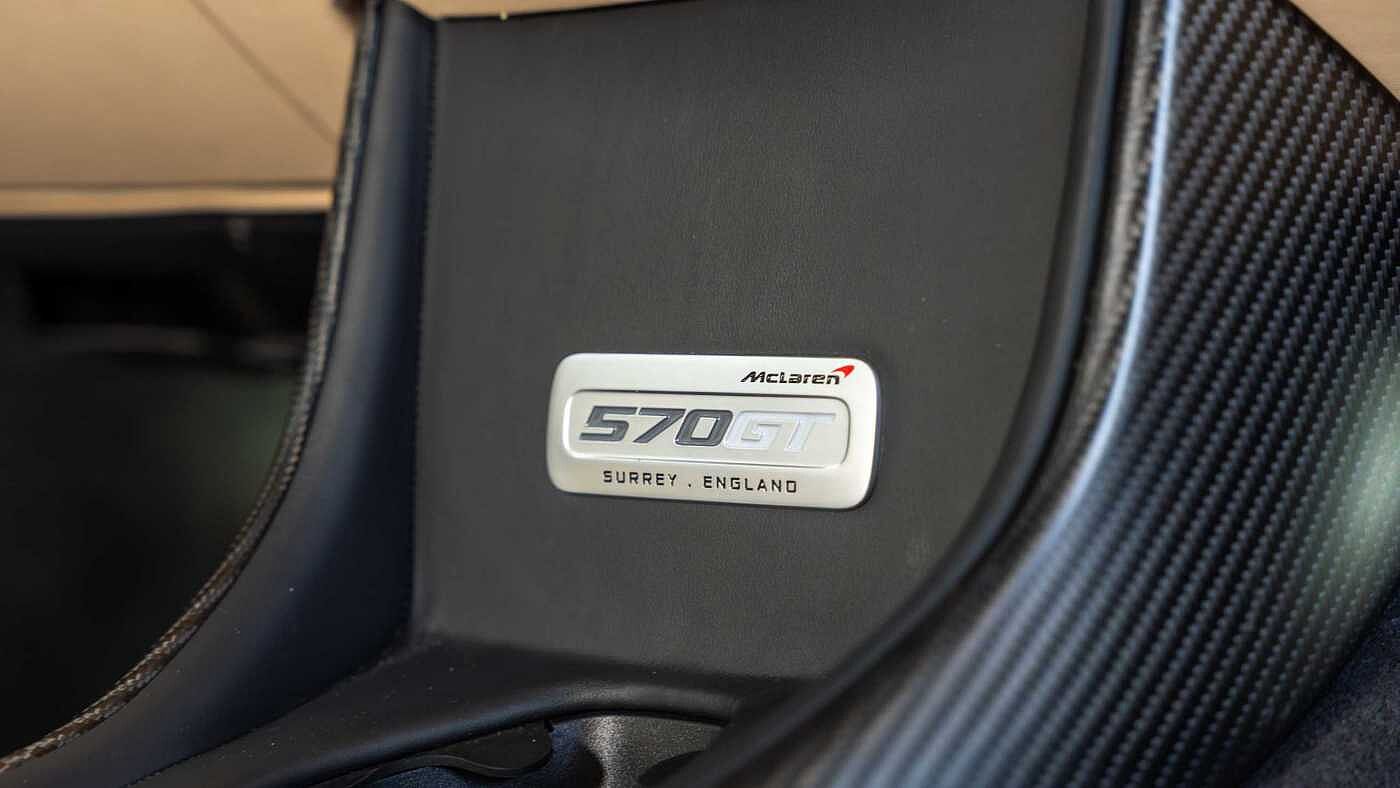 McLaren
570GT
SURREY . ENGLAND